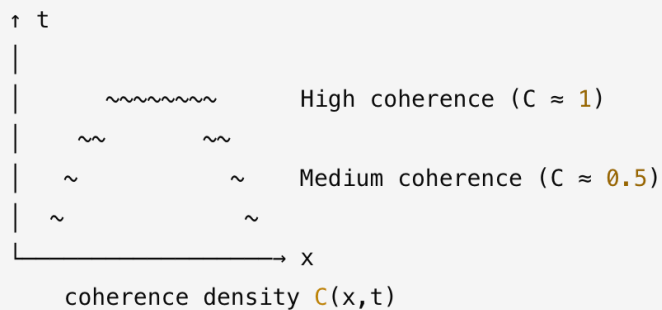 ↑ t
│
│ ~~~~~~~~ High coherence (C ≈ 1)
│ ~~ ~~
│ ~ ~ Medium coherence (C ≈ 0.5)
│ ~ ~
└───────────────────→ x
coherence density C(x,t)